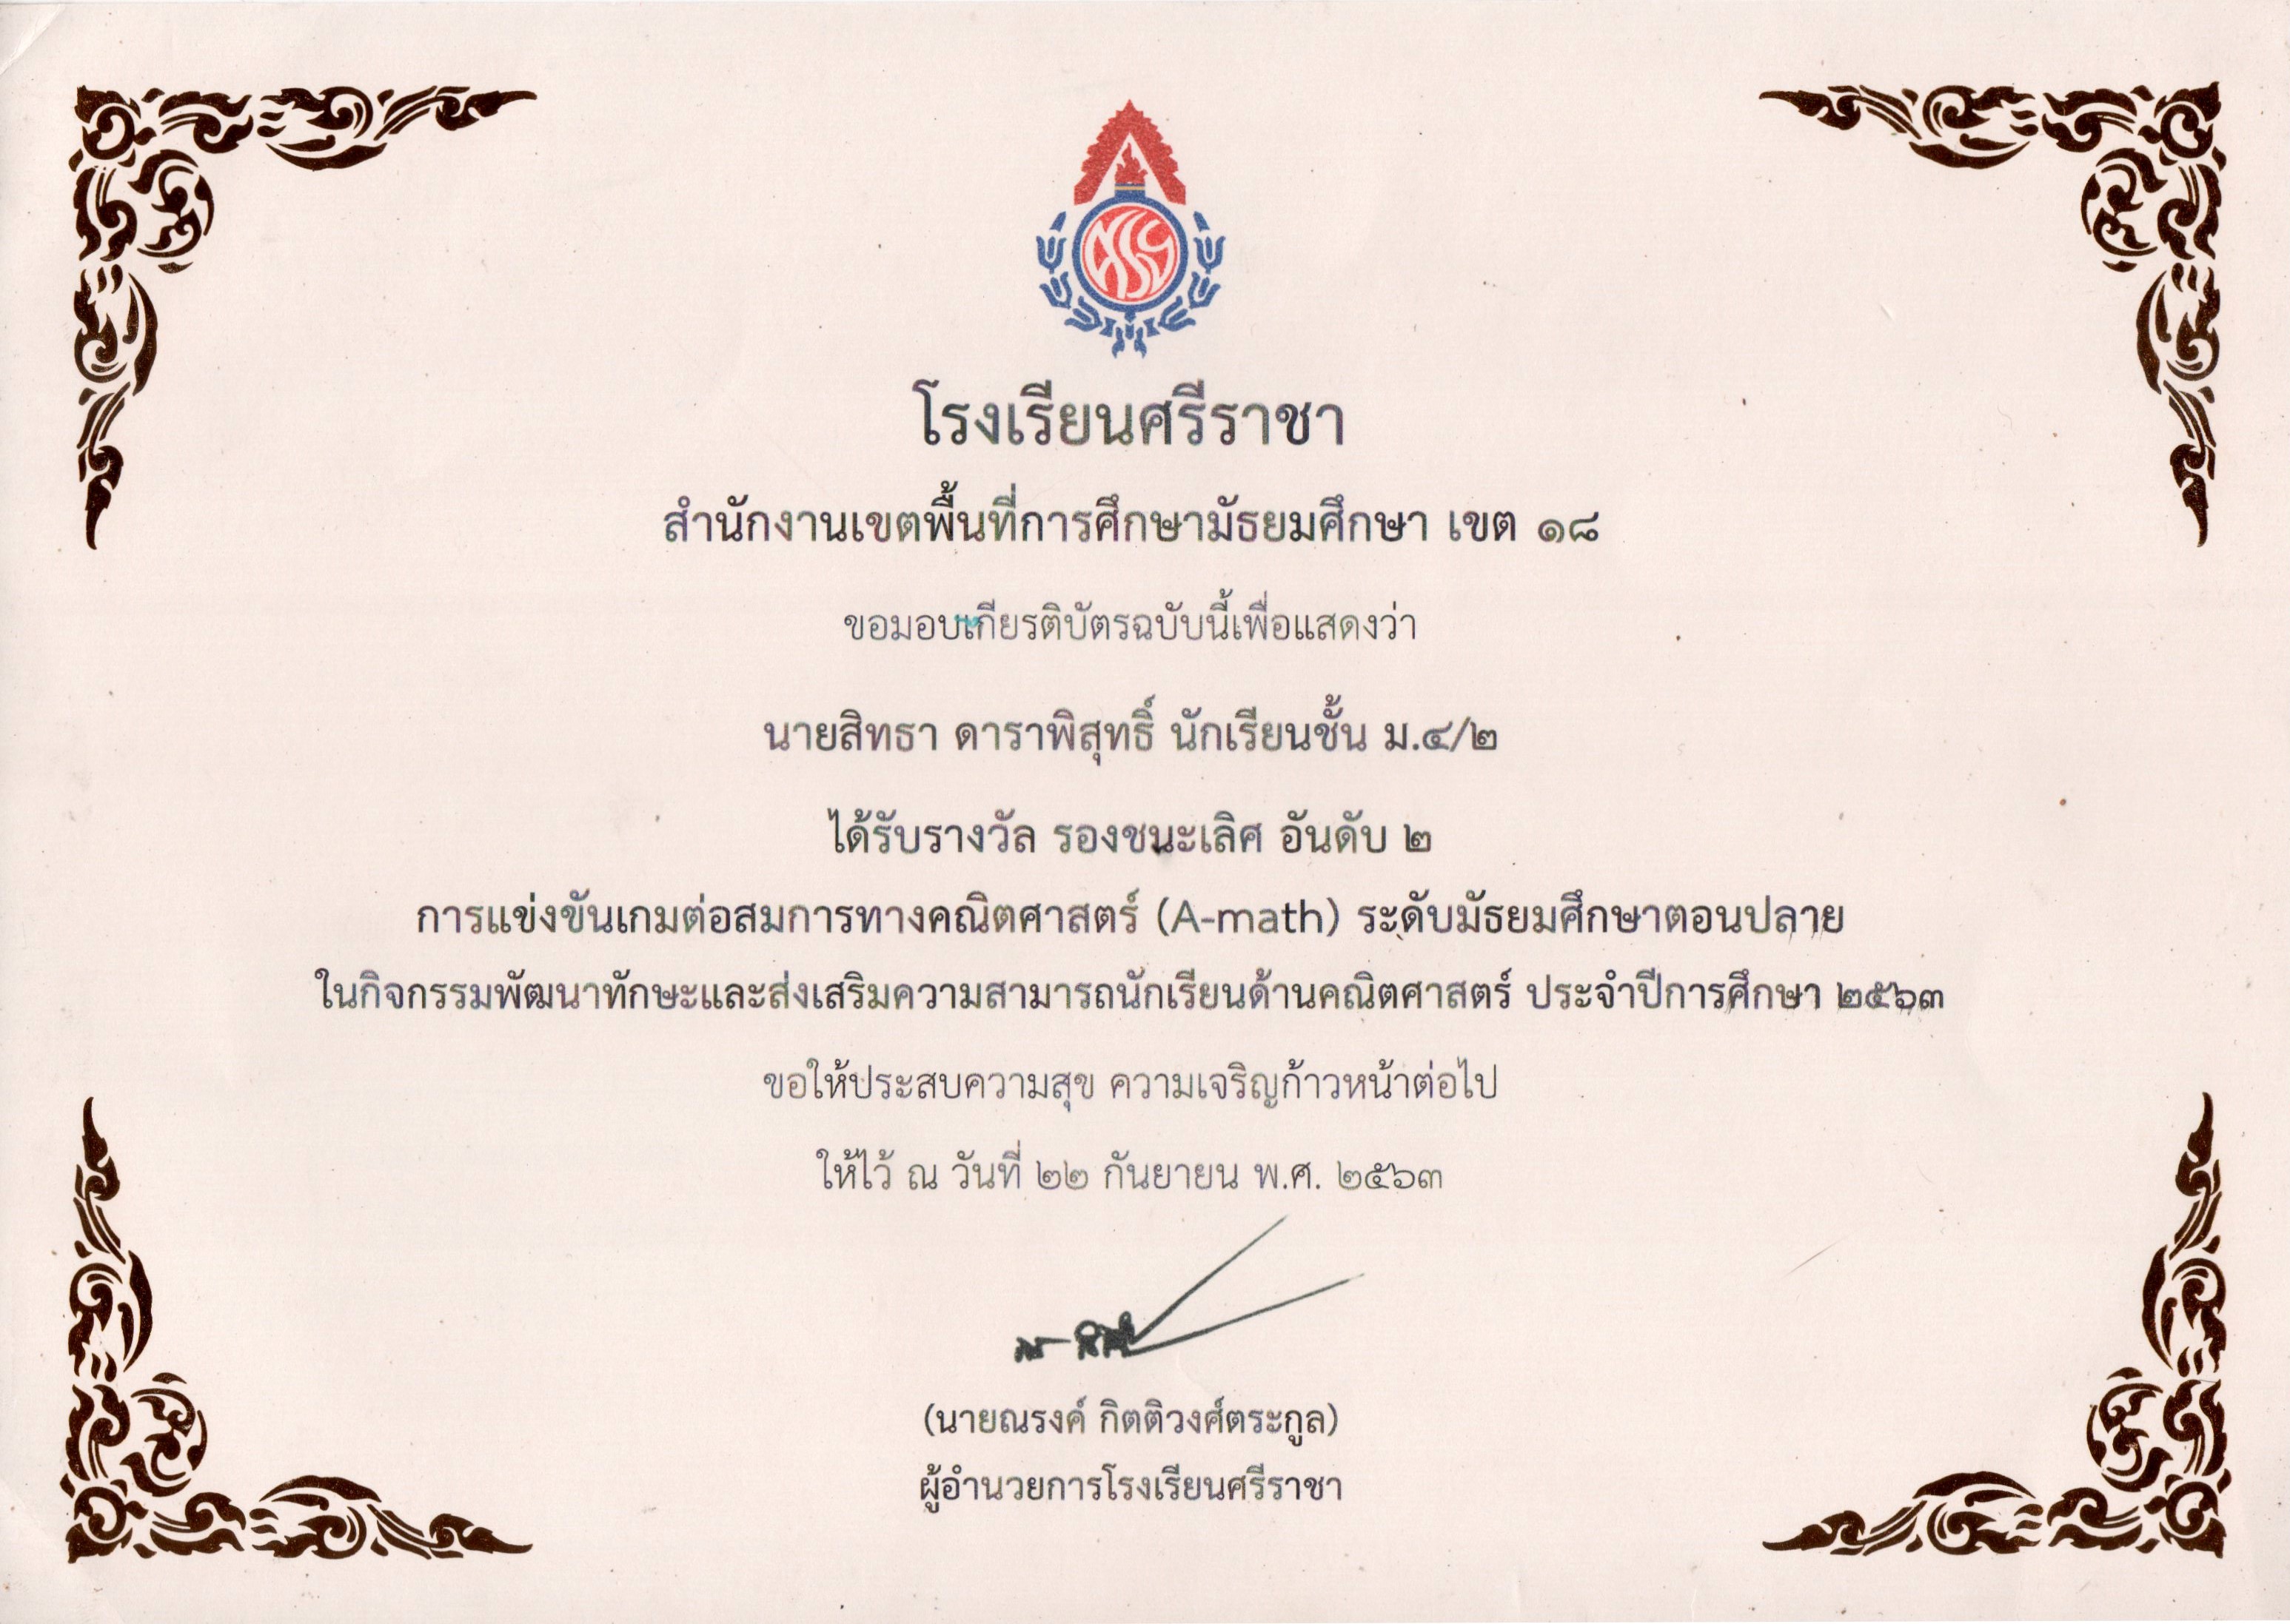 โรงเรียนศรีราชา
สำนักงานเขตพื้นที่การศึกษามัธยมศึกษา เขต ๑๘
ขอมอบเกียรติบัตรฉบับนี้เพื่อแสดงว่า
นายสิทธา ดาราพิสุทธิ์ นักเรียนชั้น ม.๔/๒
ได้รับรางวัล รองชนะเลิศ อันดับ ๒
การแข่งขันเกมต่อสมการทางคณิตศาสตร์ (A-math) ระดับมัธยมศึกษาตอนปลาย
ในกิจกรรมพัฒนาทักษะและส่งเสริมความสามารถนักเรียนด้านคณิตศาสตร์ ประจำปีการศึกษา ๒๕๖๓
ขอให้ประสบความสุข ความเจริญก้าวหน้าต่อไป
ให้ไว้ ณ วันที่ ๒๒ กันยายน พ.ศ. ๒๕๖๓
(นายณรงค์ กิตติวงศ์ตระกูล)
ผู้อำนวยการโรงเรียนศรีราชา